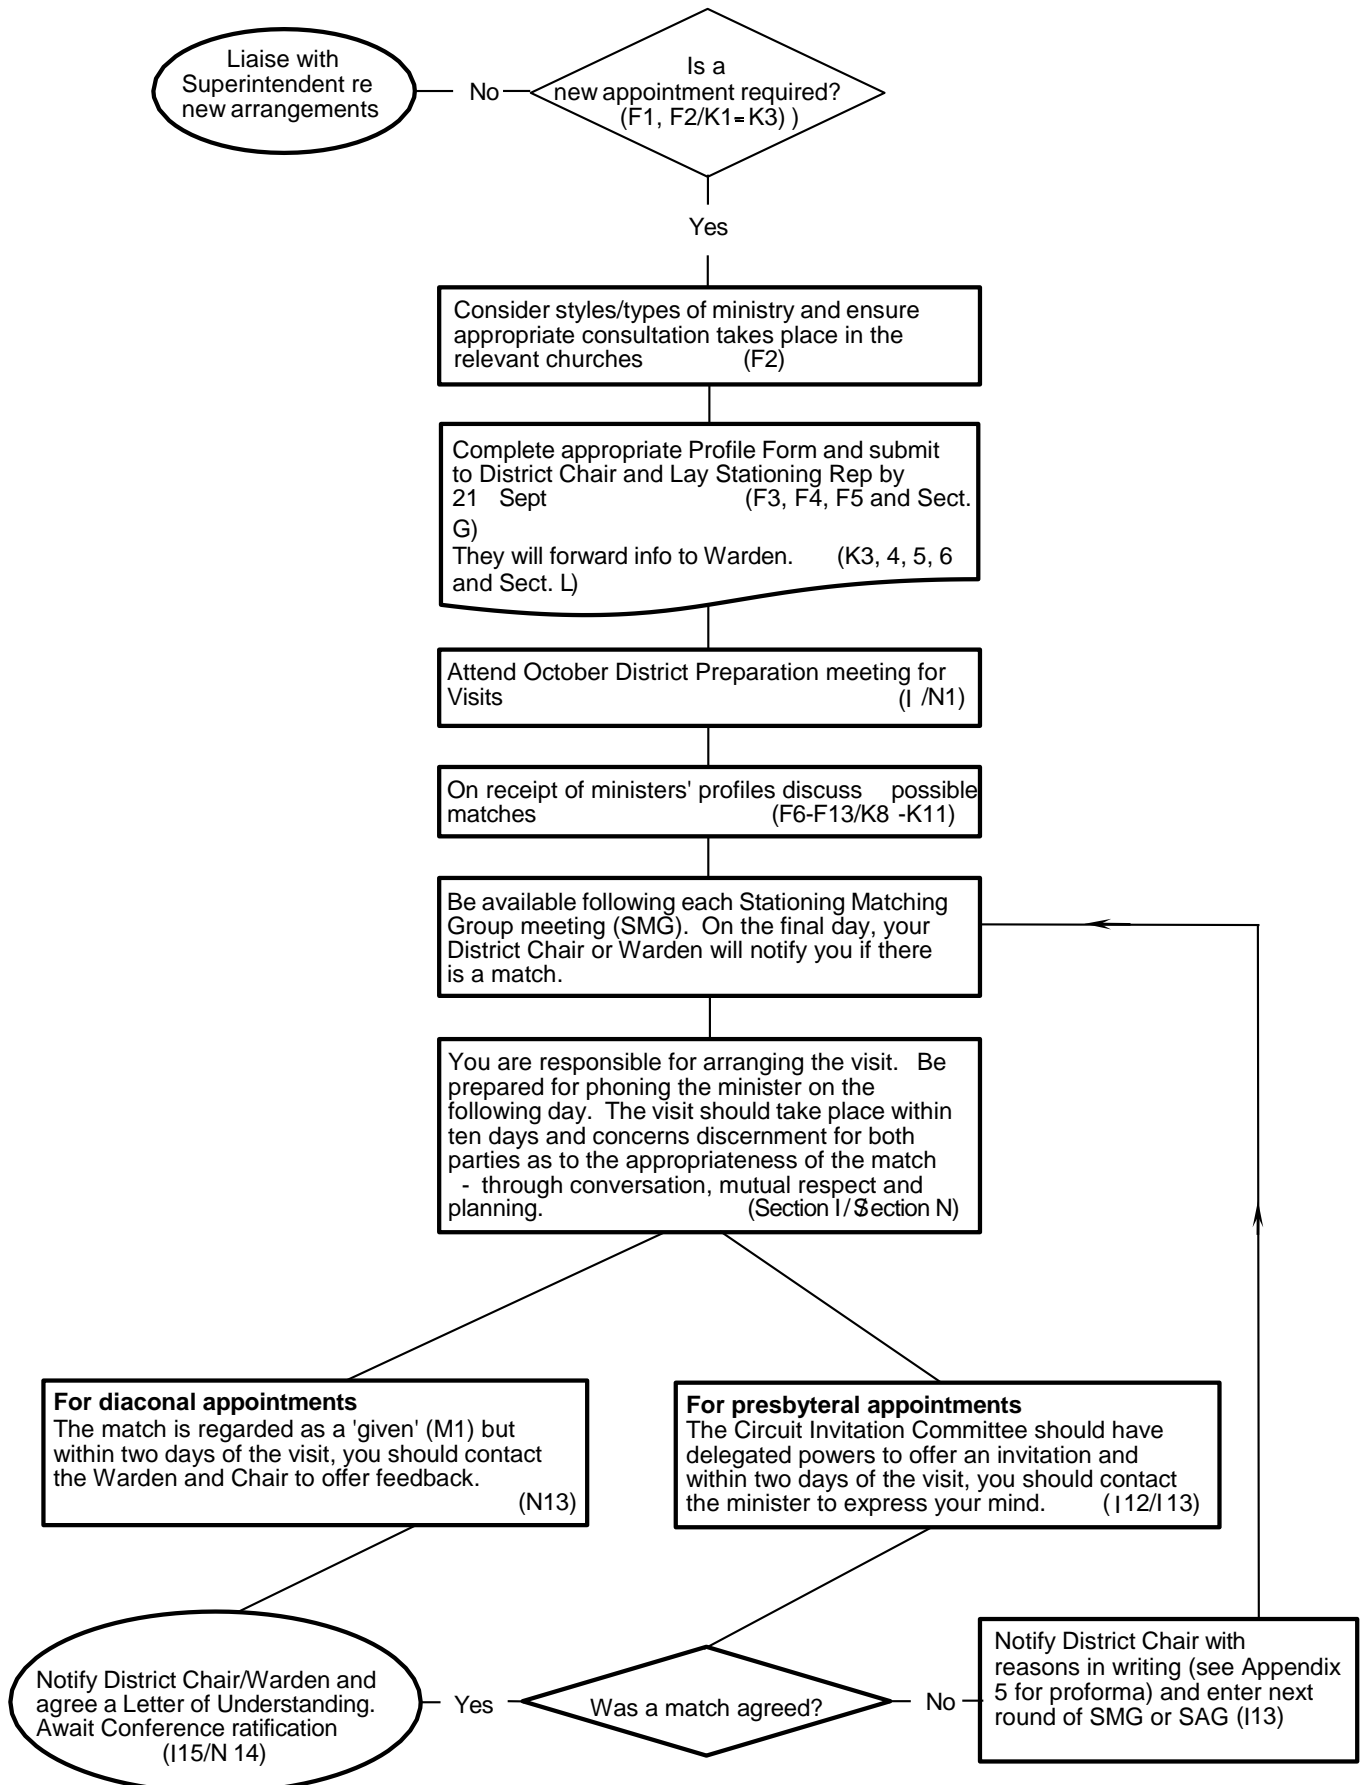 Liaise with
Superintendent re
new arrangements
No
Is a
new appointment required?
(F1, F2/K1=K3) )
Yes
Consider styles/types of ministry and ensure
appropriate consultation takes place in the
relevant churches (F2)
Complete appropriate Profile Form and submit
to District Chair and Lay Stationing Rep by
21 Sept (F3, F4, F5 and Sect.
G)
They will forward info to Warden. (K3, 4, 5, 6
and Sect. L)
Attend October District Preparation meeting for
Visits (I /N1)
On receipt of ministers' profiles discuss possible
matches (F6-F13/K8 -K11)
Be available following each Stationing Matching
Group meeting (SMG). On the final day, your
District Chair or Warden will notify you if there
is a match.
You are responsible for arranging the visit. Be
prepared for phoning the minister on the
following day. The visit should take place within
ten days and concerns discernment for both
parties as to the appropriateness of the match
- through conversation, mutual respect and
planning. (Section I/Section N)
For diaconal appointments
The match is regarded as a 'given' (M1) but
within two days of the visit, you should contact
the Warden and Chair to offer feedback.
(N13)
For presbyteral appointments
The Circuit Invitation Committee should have
delegated powers to offer an invitation and
within two days of the visit, you should contact
the minister to express your mind. (I12/I13)
Notify District Chair/Warden and
agree a Letter of Understanding.
Await Conference ratification
(I15/N 14)
Yes
Was a match agreed?
No
Notify District Chair with
reasons in writing (see Appendix
5 for proforma) and enter next
round of SMG or SAG (I13)